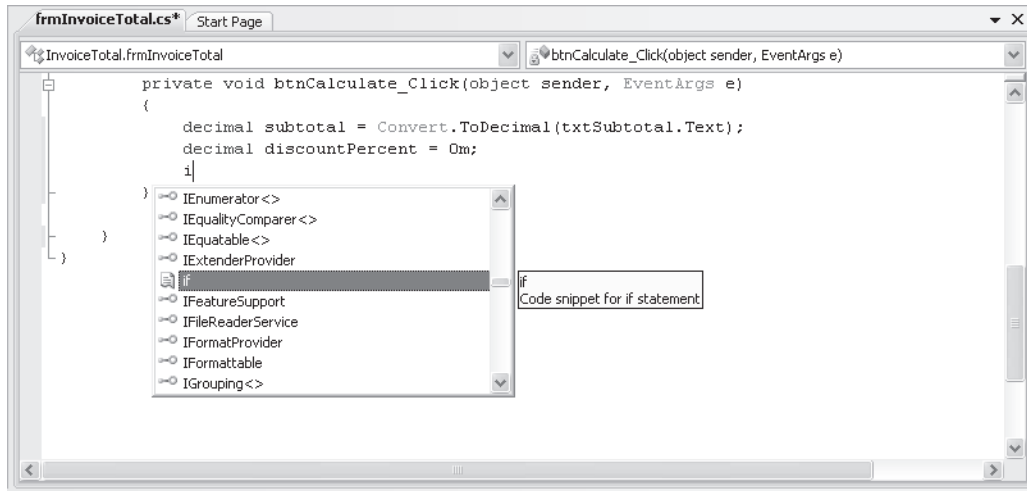 frmInvoiceTotal.cs* Start Page
InvoiceTotal.frmInvoiceTotal btnCalculate_Click(object sender, EventArgs e)
private void btnCalculate_Click(object sender, EventArgs e)
{
decimal subtotal = Convert.ToDecimal(txtSubtotal.Text);
decimal discountPercent = 0m;
i
}
}
}
IEnumerator<>
IEqualityComparer<>
IEquatable<>
IExtenderProvider
if
IFeatureSupport
IFileReaderService
IFormatProvider
IFormattable
IGrouping<>
if
Code snippet for if statement